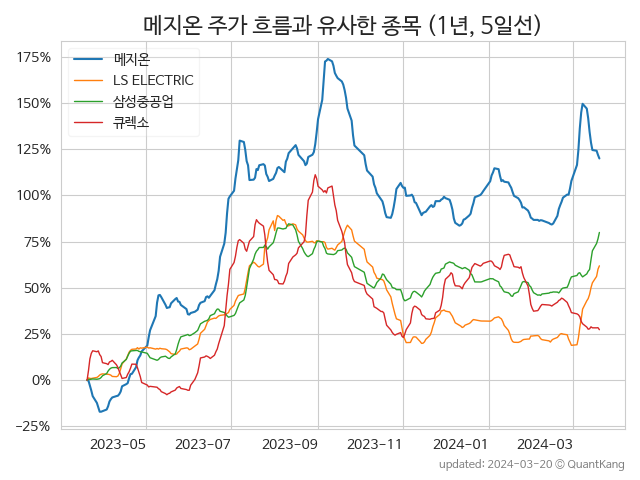 메지온 주가 흐름과 유사한 종목 (1년, 5일선)
175%
150%
125%
100%
75%
50%
25%
0%
−25%
메지온
LS ELECTRIC
삼성중공업
큐렉소
2023-05
2023-07
2023-09
2023-11
2024-01
2024-03
updated: 2024-03-20 © QuantKang